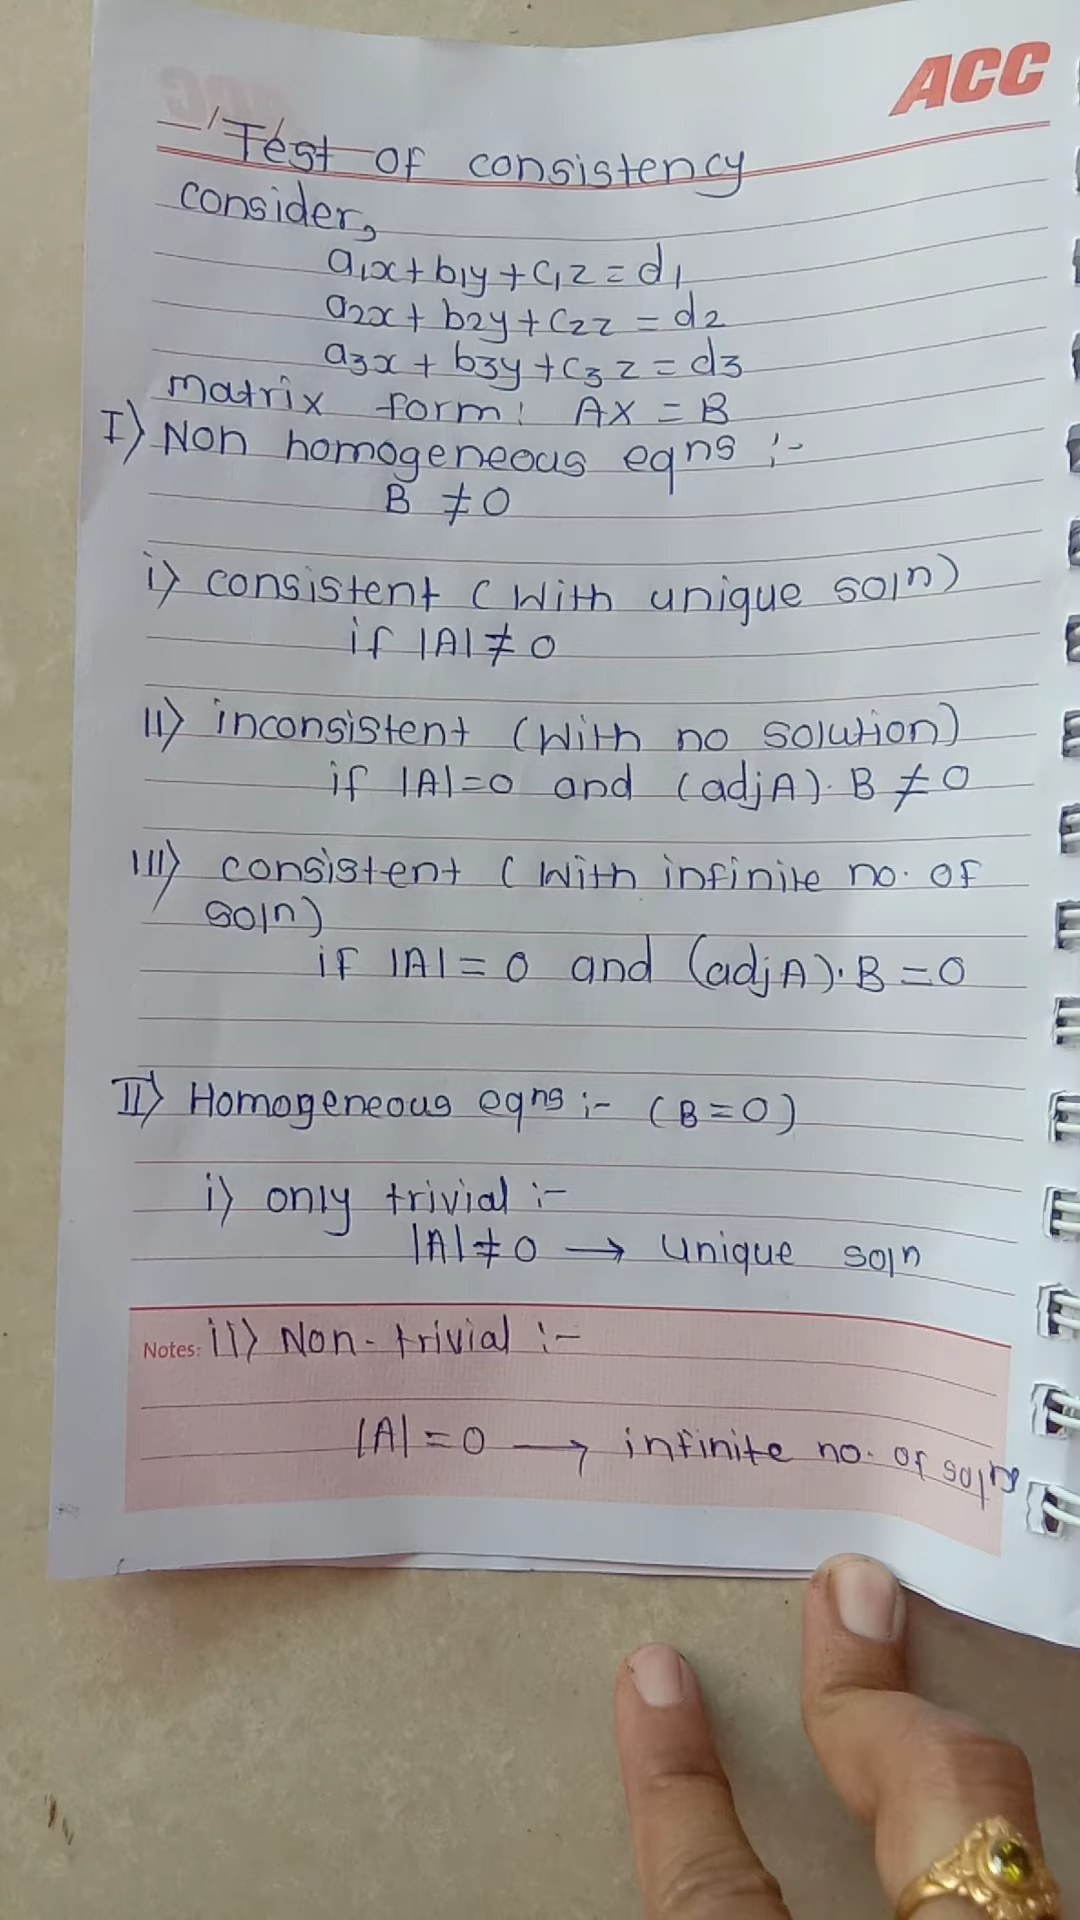 ACC
Test of consistency
consider,
a1x + b1y + c1z = d1
a2x + b2y + c2z = d2
a3x + b3y + c3z = d3
matrix form: AX = B
I) Non homogeneous eqns :-
B ≠ 0
i) consistent (With unique soln)
if |A| ≠ 0
ii) inconsistent (With no solution)
if |A|=0 and (adjA)·B ≠ 0
iii) consistent (With infinite no. of
soln)
if |A| = 0 and (adjA)·B = 0
II) Homogeneous eqns :- (B=0)
i) only trivial :-
|A| ≠ 0 → unique soln
Notes: ii) Non-trivial :-
|A| = 0 → infinite no. of solns